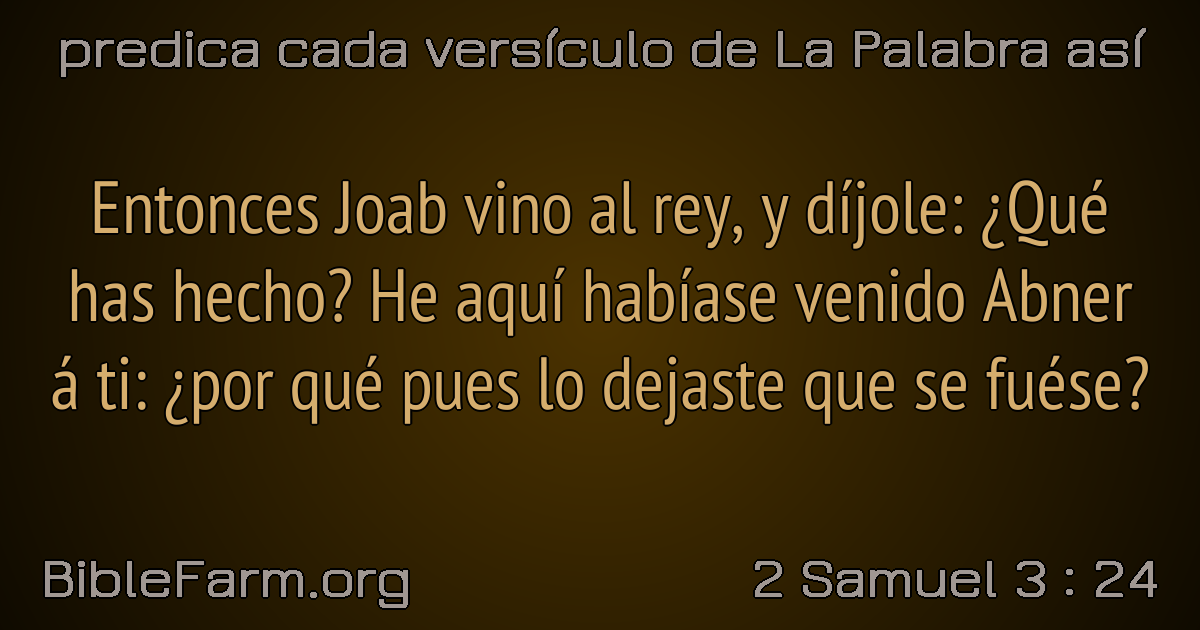 predica cada versículo de La Palabra así
Entonces Joab vino al rey, y díjole: ¿Qué
has hecho? He aquí habíase venido Abner
á ti: ¿por qué pues lo dejaste que se fuése?
BibleFarm.org
2 Samuel 3 : 24